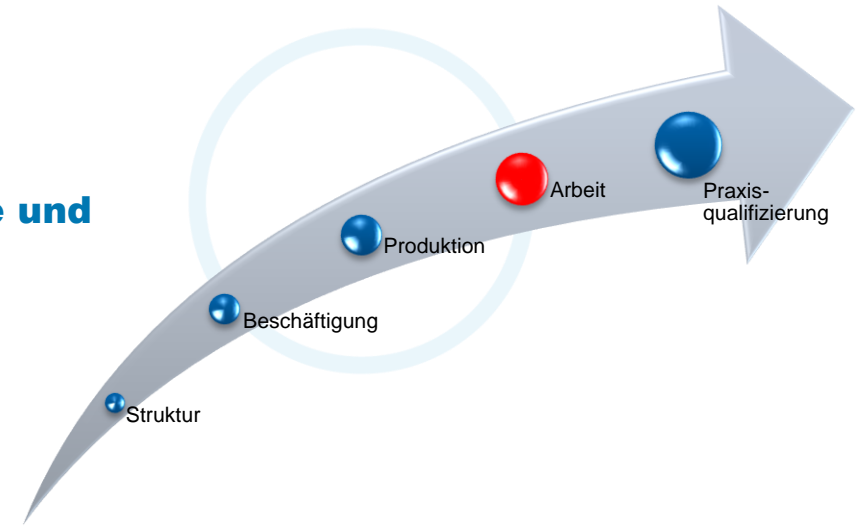 e und
Arbeit
Praxis-
qualifizierung
Produktion
Beschäftigung
Struktur